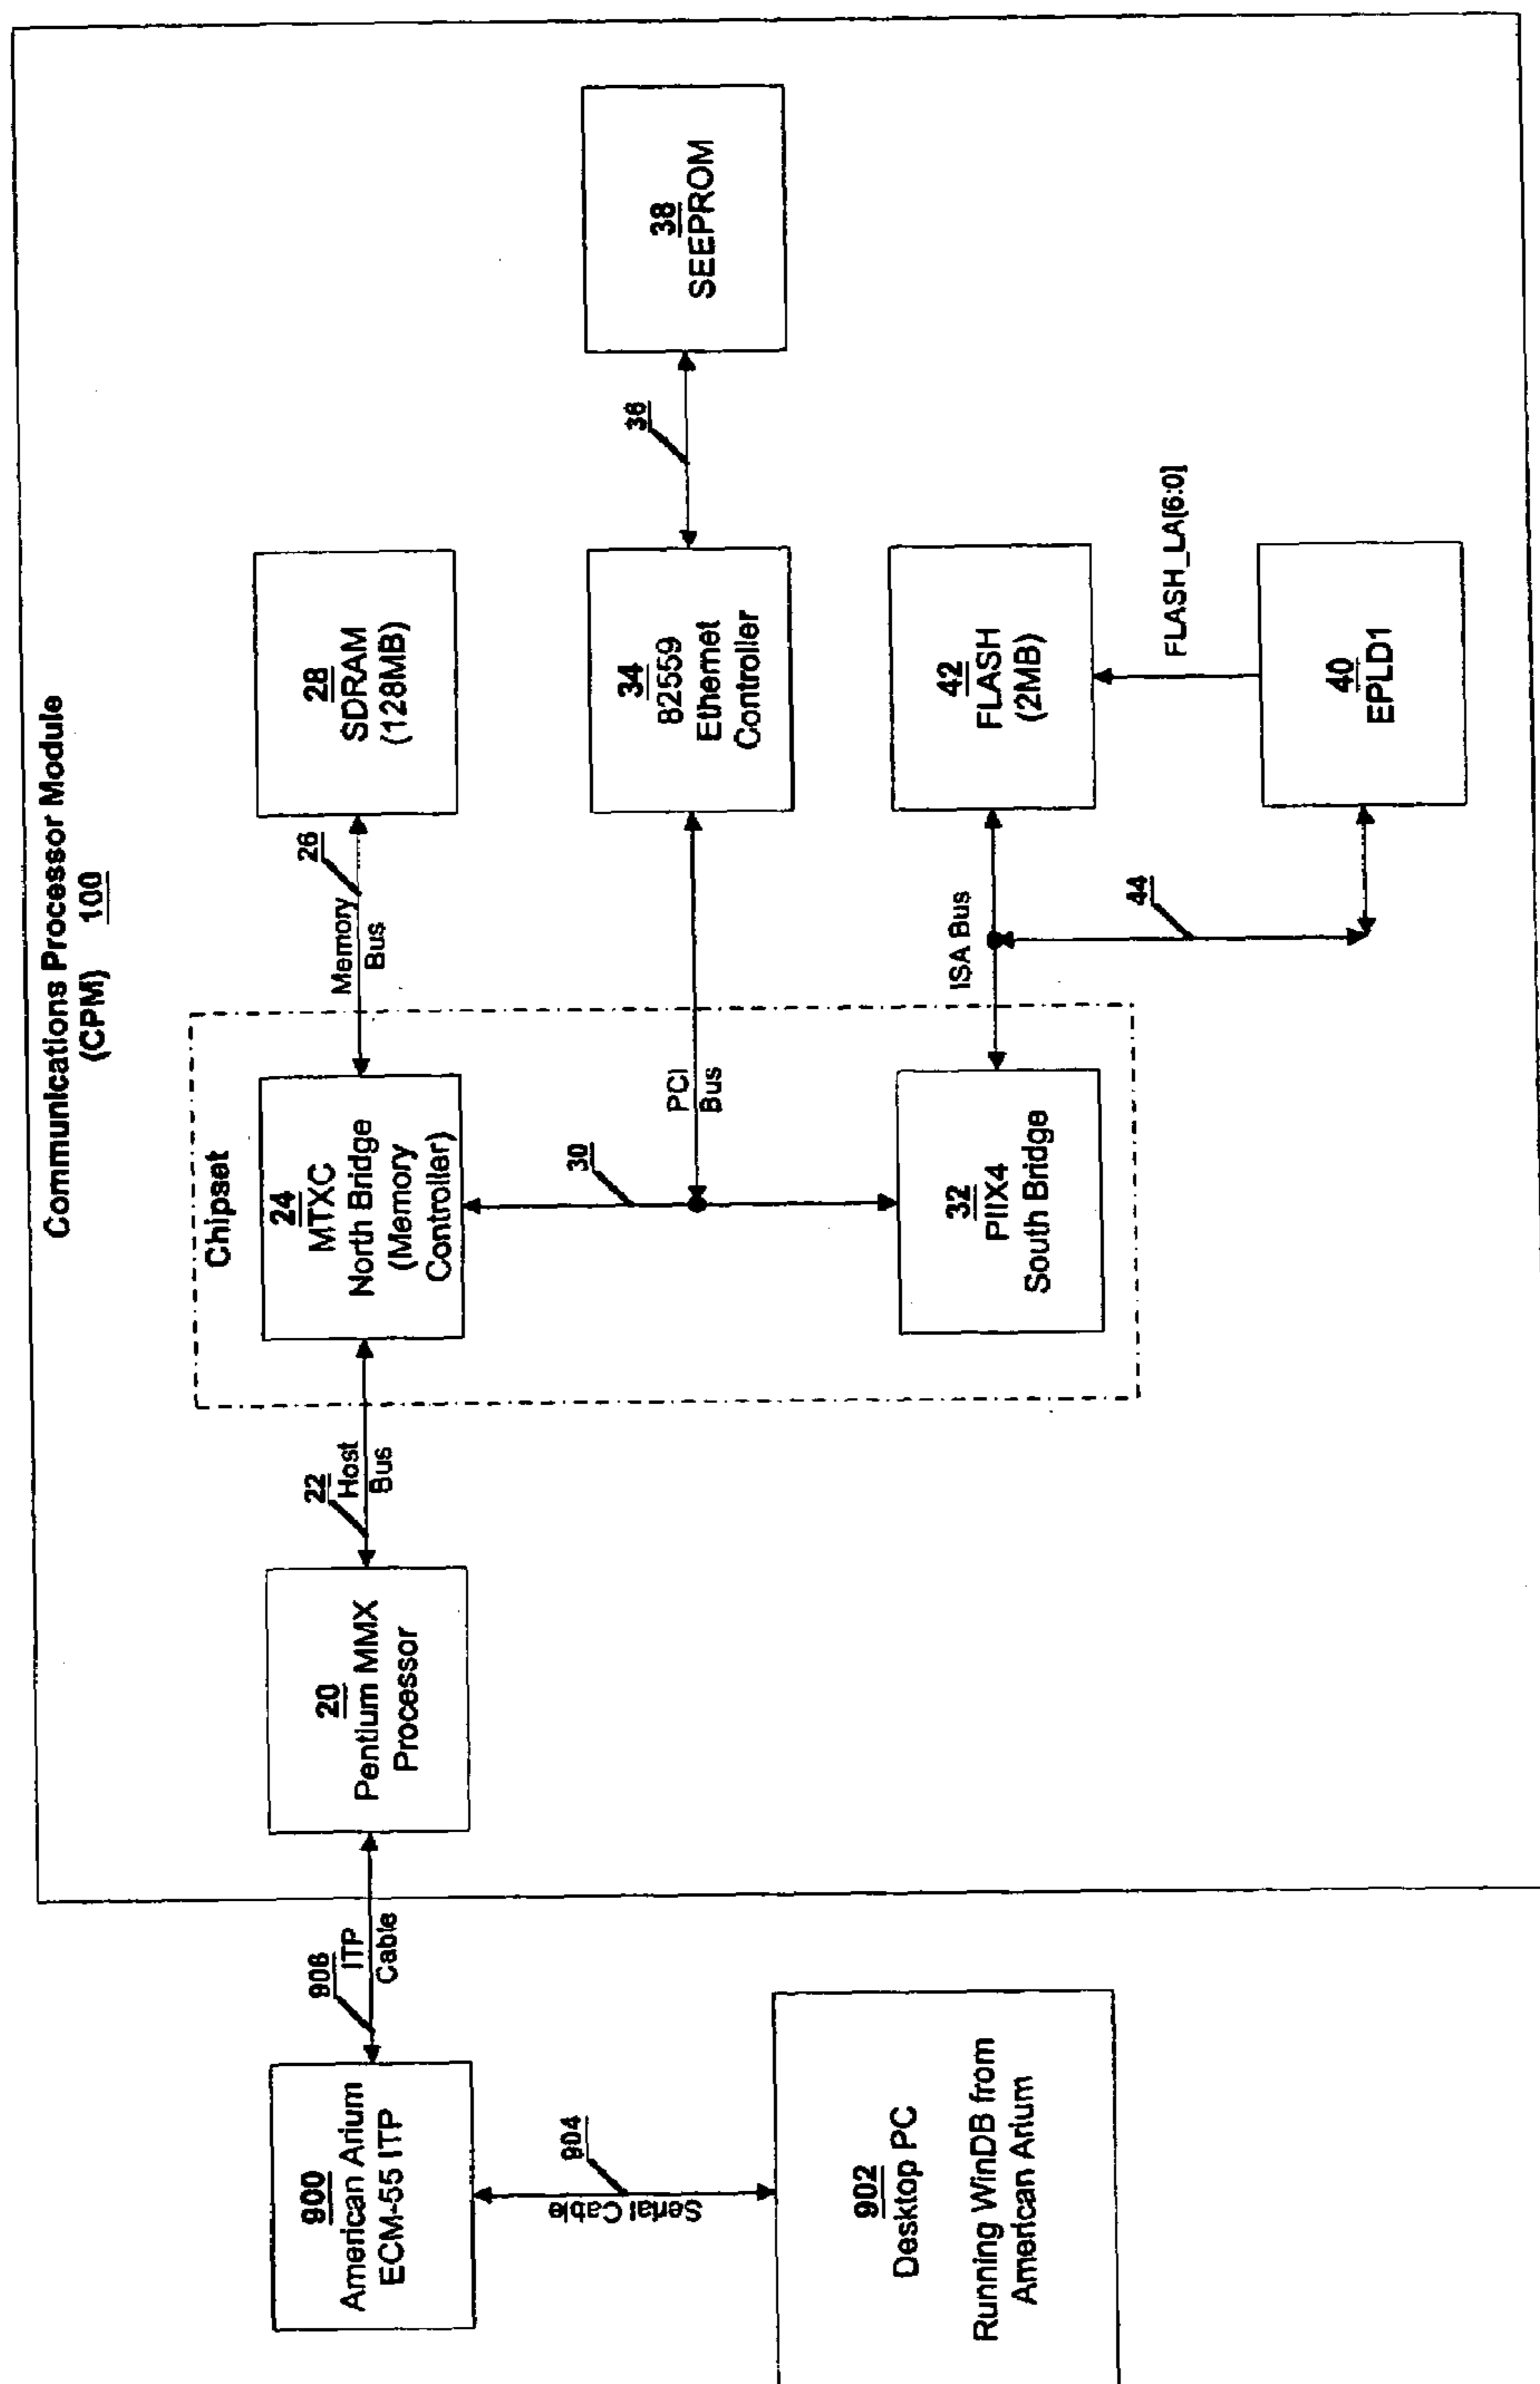 Communications Processor Module
(CPM) 100
Chipset
900
American Arium
ECM-55 ITP
906
ITP
Cable
20
Pentium MMX
Processor
22
Host
Bus
24
MTXC
North Bridge
(Memory
Controller)
26
Memory
Bus
28
SDRAM
(128MB)
904
Serial Cable
902
Desktop PC
Running WinDB from
American Arium
30
PCI
Bus
34
82559
Ethernet
Controller
36
38
SEEPROM
32
PIIX4
South Bridge
ISA Bus
42
FLASH
(2MB)
44
FLASH_LA[6:0]
40
EPLD1